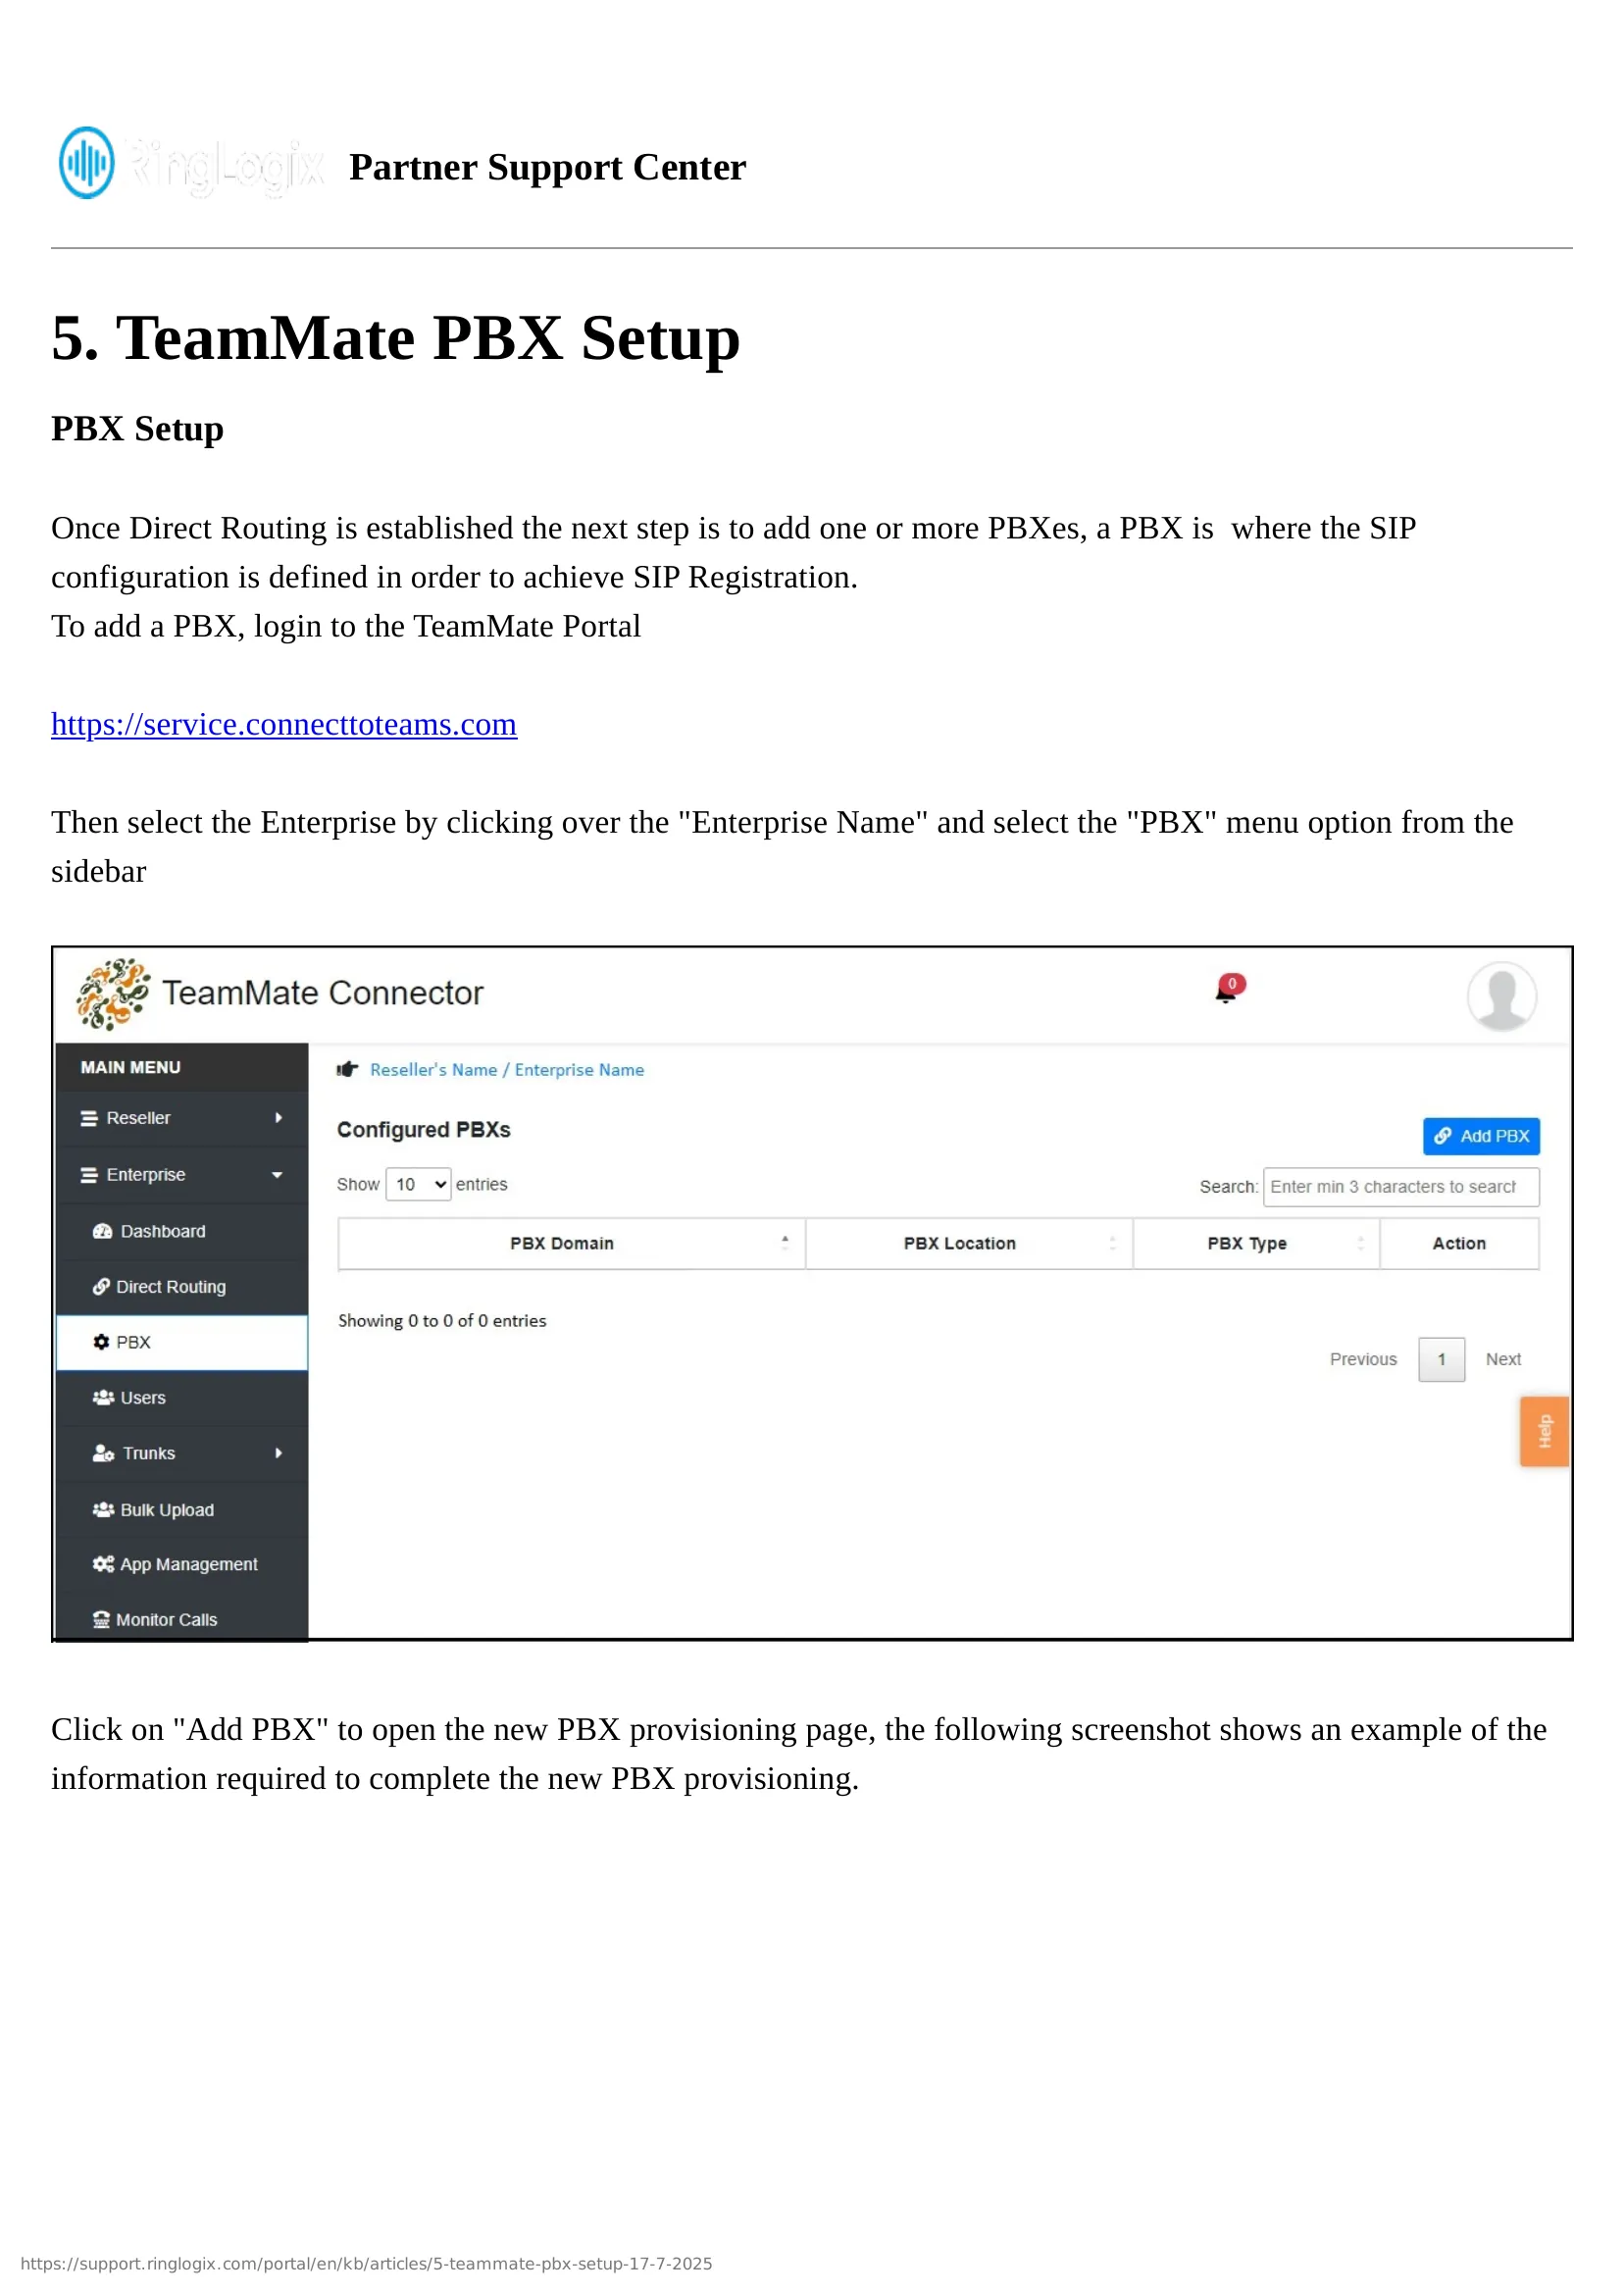 RingLogix Partner Support Center
5. TeamMate PBX Setup
PBX Setup
Once Direct Routing is established the next step is to add one or more PBXes, a PBX is  where the SIP
configuration is defined in order to achieve SIP Registration.
To add a PBX, login to the TeamMate Portal
https://service.connecttoteams.com
Then select the Enterprise by clicking over the "Enterprise Name" and select the "PBX" menu option from the
sidebar
TeamMate Connector
0
MAIN MENU
Reseller
Enterprise
Dashboard
Direct Routing
PBX
Users
Trunks
Bulk Upload
App Management
Monitor Calls
Reseller's Name / Enterprise Name
Configured PBXs
Add PBX
Show 10 entries
Search: Enter min 3 characters to search
PBX Domain PBX Location PBX Type Action
Showing 0 to 0 of 0 entries
Previous 1 Next
Help
Click on "Add PBX" to open the new PBX provisioning page, the following screenshot shows an example of the
information required to complete the new PBX provisioning.
https://support.ringlogix.com/portal/en/kb/articles/5-teammate-pbx-setup-17-7-2025